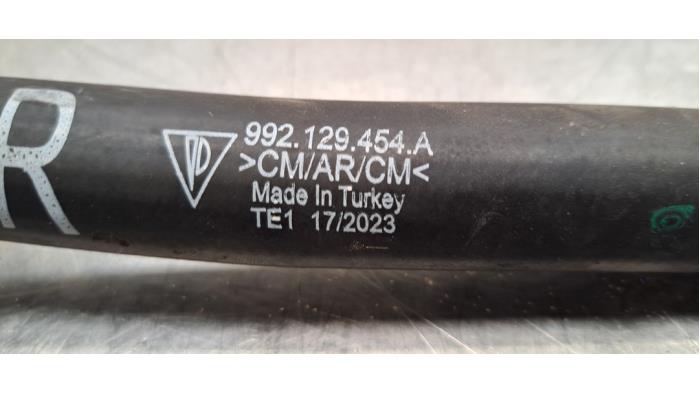 R
992.129.454.A
>CM/AR/CM<
Made In Turkey
TE1 17/2023